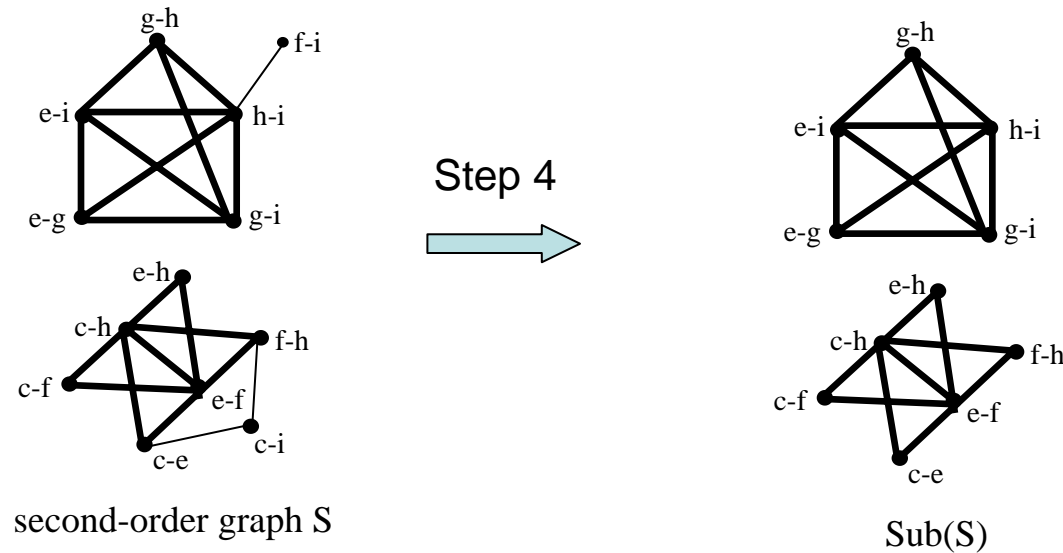 g-h
f-i
e-i
h-i
e-g
g-i
e-h
c-h
f-h
c-f
e-f
c-i
c-e
second-order graph S
Step 4
g-h
e-i
h-i
e-g
g-i
e-h
c-h
f-h
c-f
e-f
c-e
Sub(S)